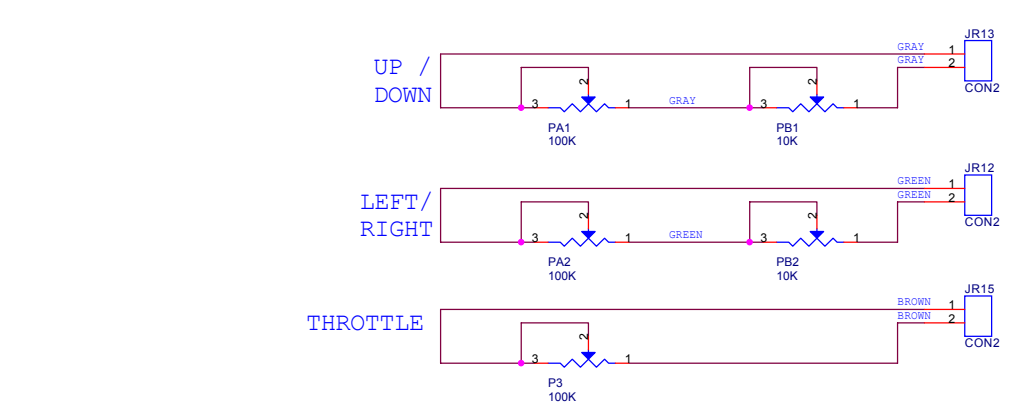 JR13
GRAY 1
UP / GRAY 2
DOWN CON2
2 2
3 1 GRAY 3 1
PA1 PB1
100K 10K
JR12
GREEN 1
LEFT/ GREEN 2
RIGHT CON2
2 2
3 1 GREEN 3 1
PA2 PB2
100K 10K
JR15
BROWN 1
THROTTLE BROWN 2
CON2
2
3 1
P3
100K